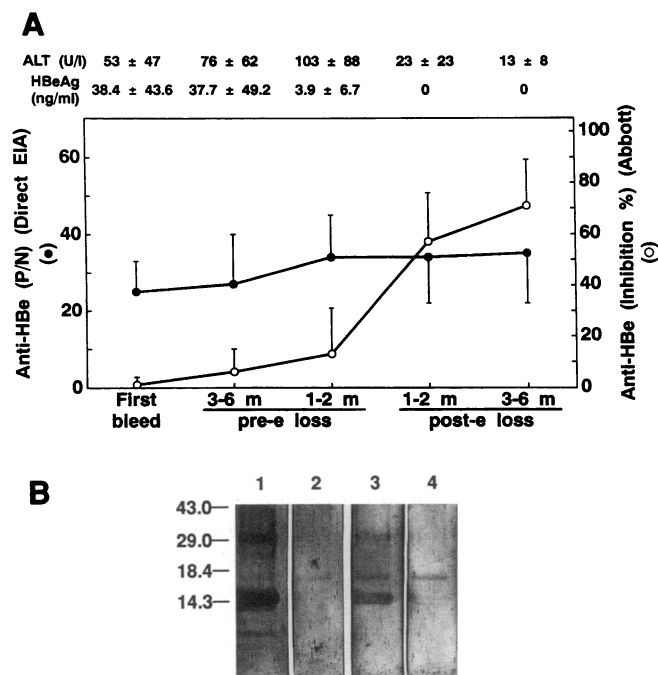 A
ALT (U/l) 53 ± 47 76 ± 62 103 ± 88 23 ± 23 13 ± 8
HBeAg (ng/ml) 38.4 ± 43.6 37.7 ± 49.2 3.9 ± 6.7 0 0
Anti-HBe (P/N) (Direct EIA)
(●)
60
40
20
0
100
80
60
40
20
0
Anti-HBe (Inhibition %) (Abbott)
(○)
First bleed 3-6 m 1-2 m 1-2 m 3-6 m
pre-e loss post-e loss
B
1 2 3 4
43.0
29.0
18.4
14.3